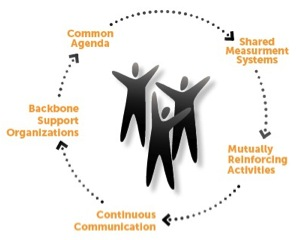 Common
Agenda
Shared
Measurment
Systems
Mutually
Reinforcing
Activities
Continuous
Communication
Backbone
Support
Organizations